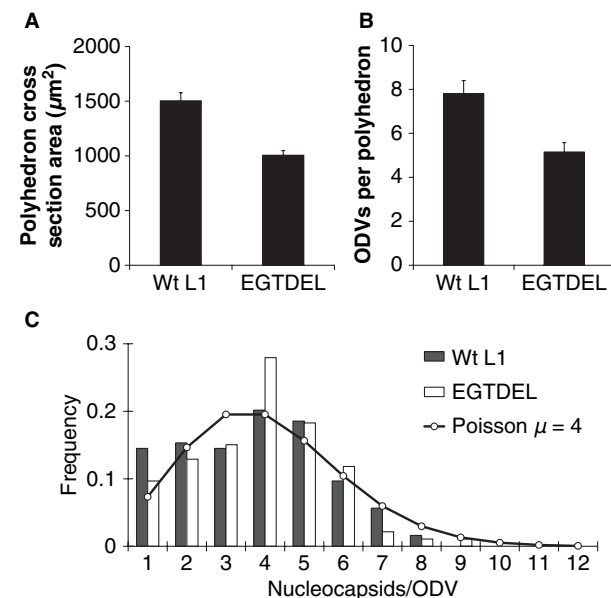 A
Polyhedron cross
section area (μm²)
2000
1500
1000
500
0
Wt L1
EGTDEL
B
ODVs per polyhedron
10
8
6
4
2
0
Wt L1
EGTDEL
C
Frequency
0.3
0.2
0.1
0
Wt L1
EGTDEL
Poisson μ = 4
1 2 3 4 5 6 7 8 9 10 11 12
Nucleocapsids/ODV